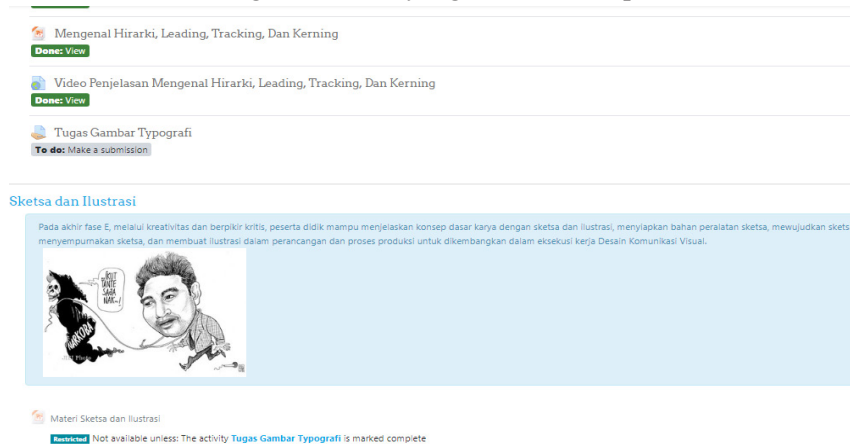 Mengenal Hirarki, Leading, Tracking, Dan Kerning
Done: View
Video Penjelasan Mengenal Hirarki, Leading, Tracking, Dan Kerning
Done: View
Tugas Gambar Typografi
To do: Make a submission
Sketsa dan Ilustrasi
Pada akhir fase E, melalui kreativitas dan berpikir kritis, peserta didik mampu menjelaskan konsep dasar karya dengan sketsa dan ilustrasi, menyiapkan bahan peralatan sketsa, mewujudkan skets
menyempurnakan sketsa, dan membuat ilustrasi dalam perancangan dan proses produksi untuk dikembangkan dalam eksekusi kerja Desain Komunikasi Visual.
IKUT
TANTE
SAJA
NAK~!
NARKOBA
Materi Sketsa dan Ilustrasi
Restricted Not available unless: The activity Tugas Gambar Typografi is marked complete